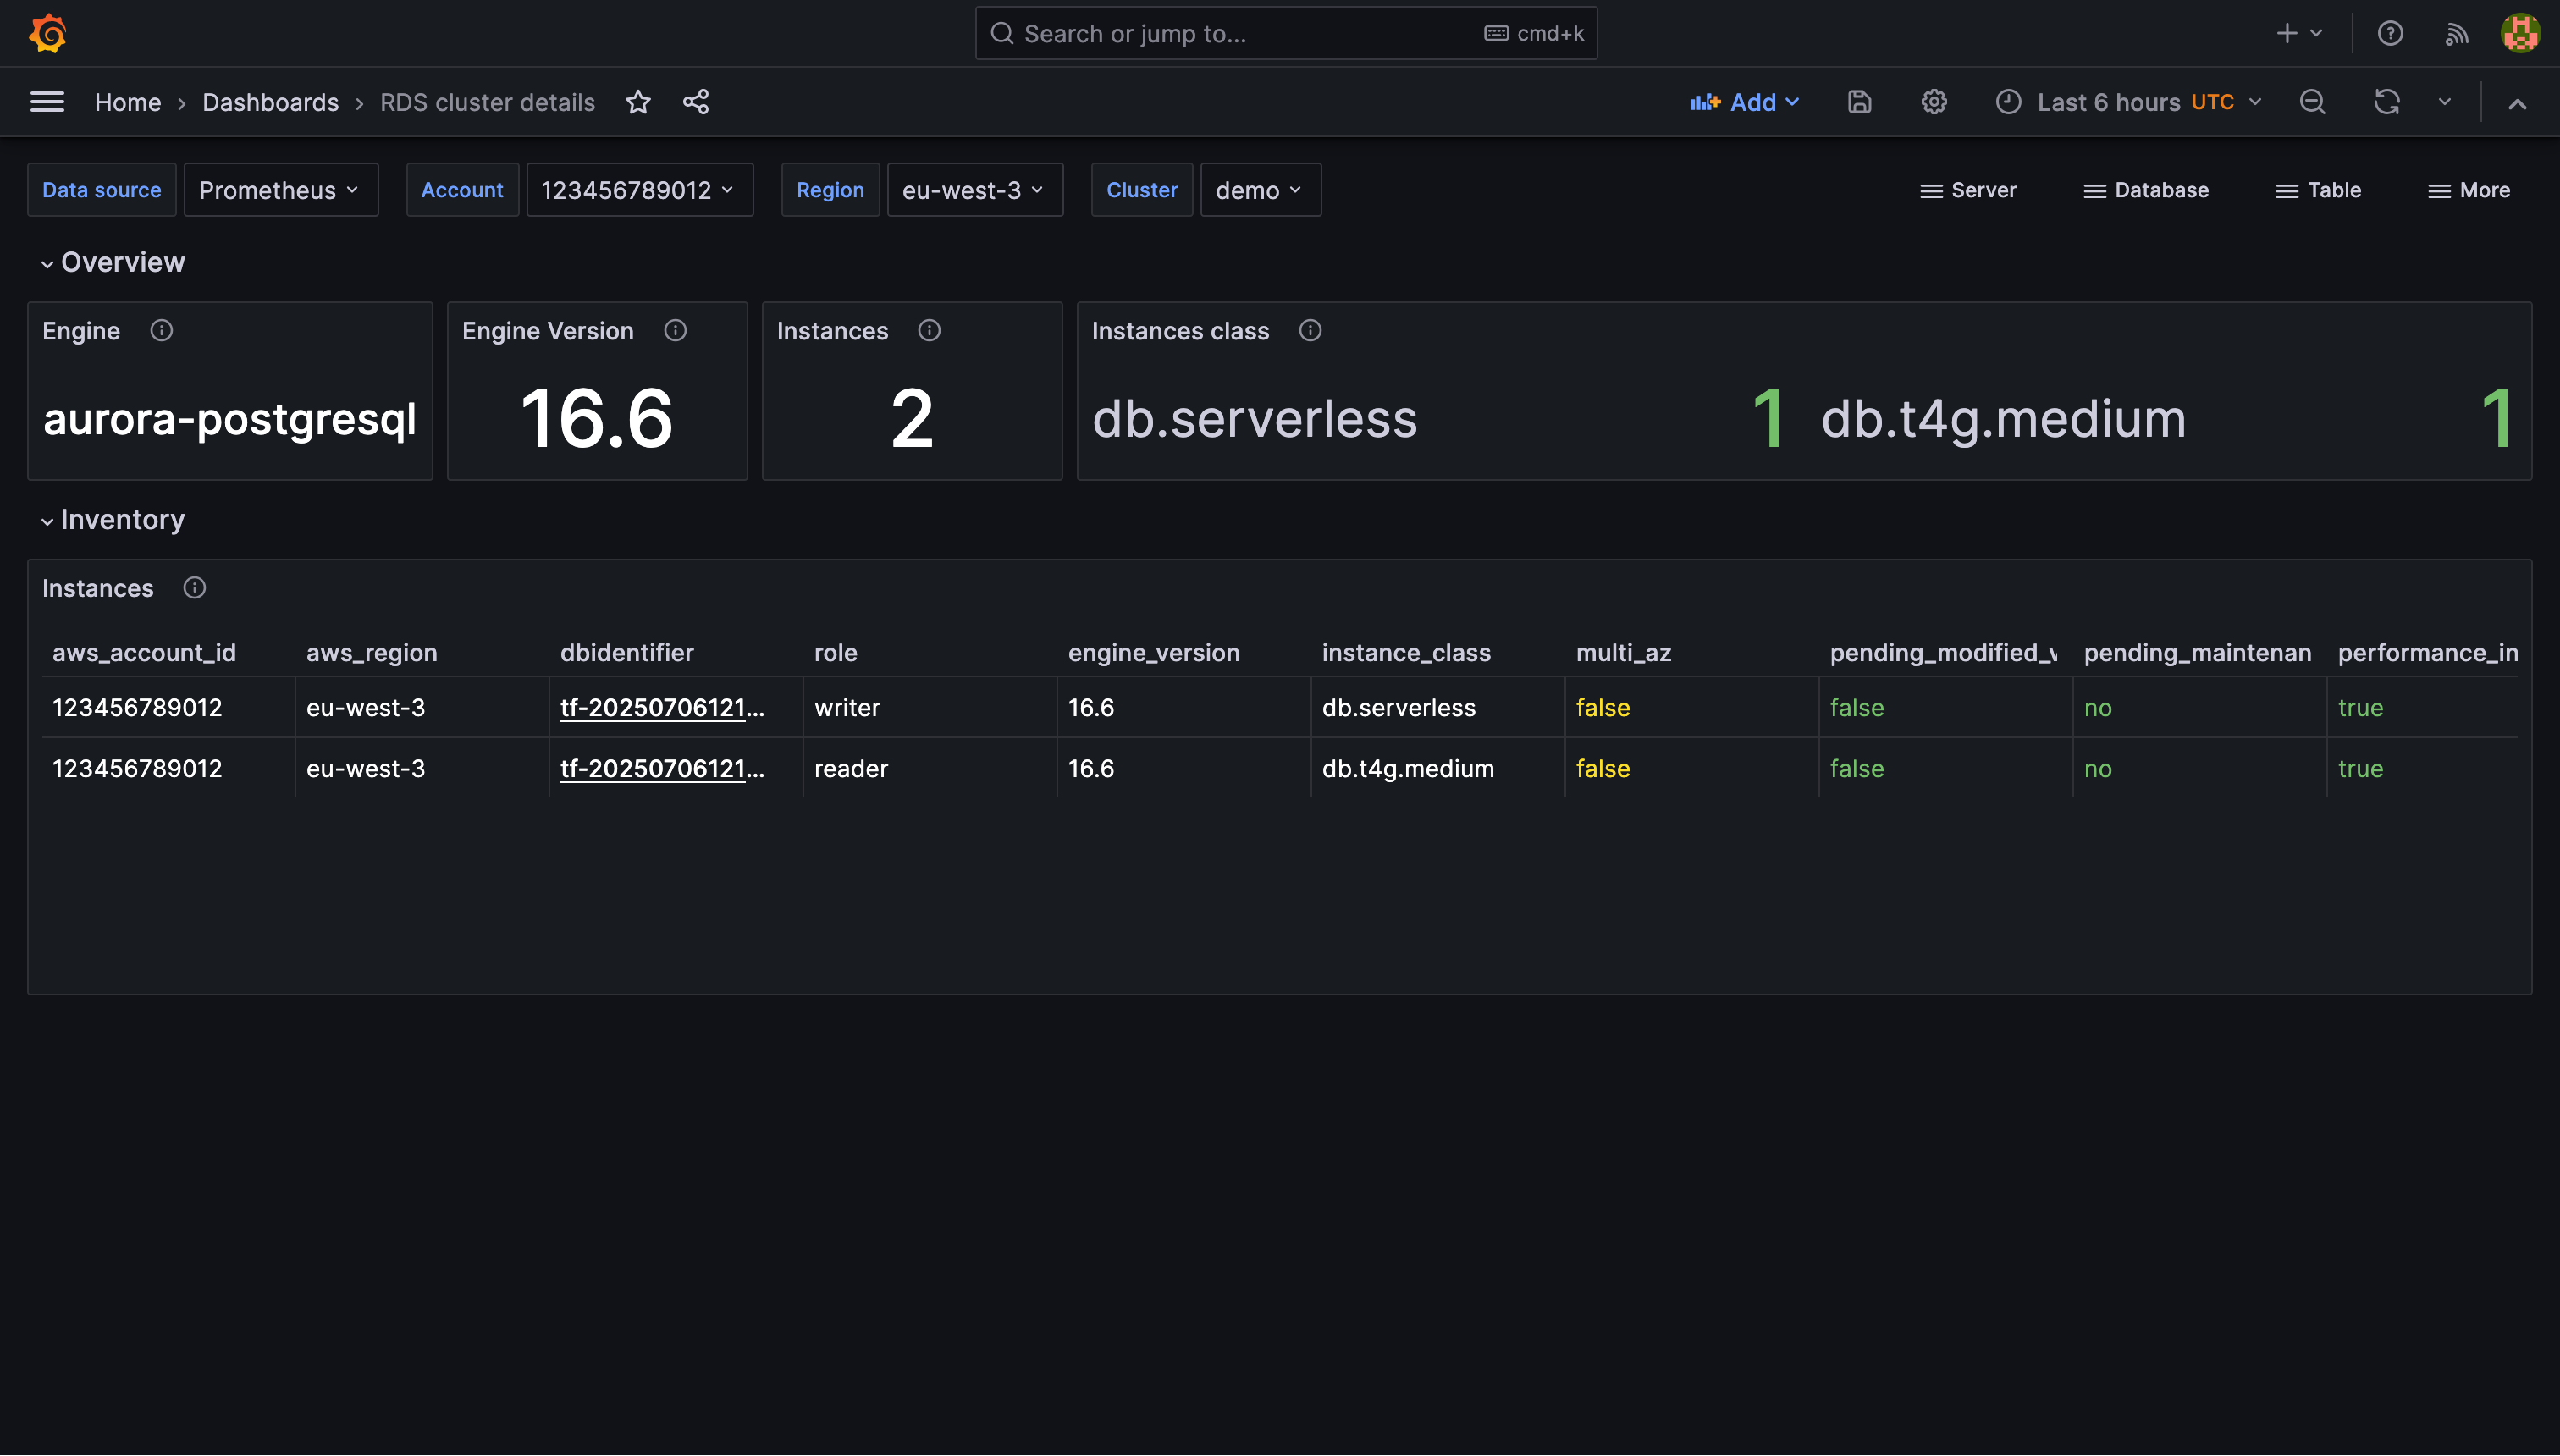 Search or jump to... cmd+k
Home › Dashboards › RDS cluster details Add Last 6 hours UTC
Data source Prometheus Account 123456789012 Region eu-west-3 Cluster demo Server Database Table More
Overview
Engine Engine Version Instances Instances class
aurora-postgresql 16.6 2 db.serverless 1 db.t4g.medium 1
Inventory
Instances
aws_account_id aws_region dbidentifier role engine_version instance_class multi_az pending_modified_v pending_maintenan performance_in
123456789012 eu-west-3 tf-20250706121... writer 16.6 db.serverless false false no true
123456789012 eu-west-3 tf-20250706121... reader 16.6 db.t4g.medium false false no true